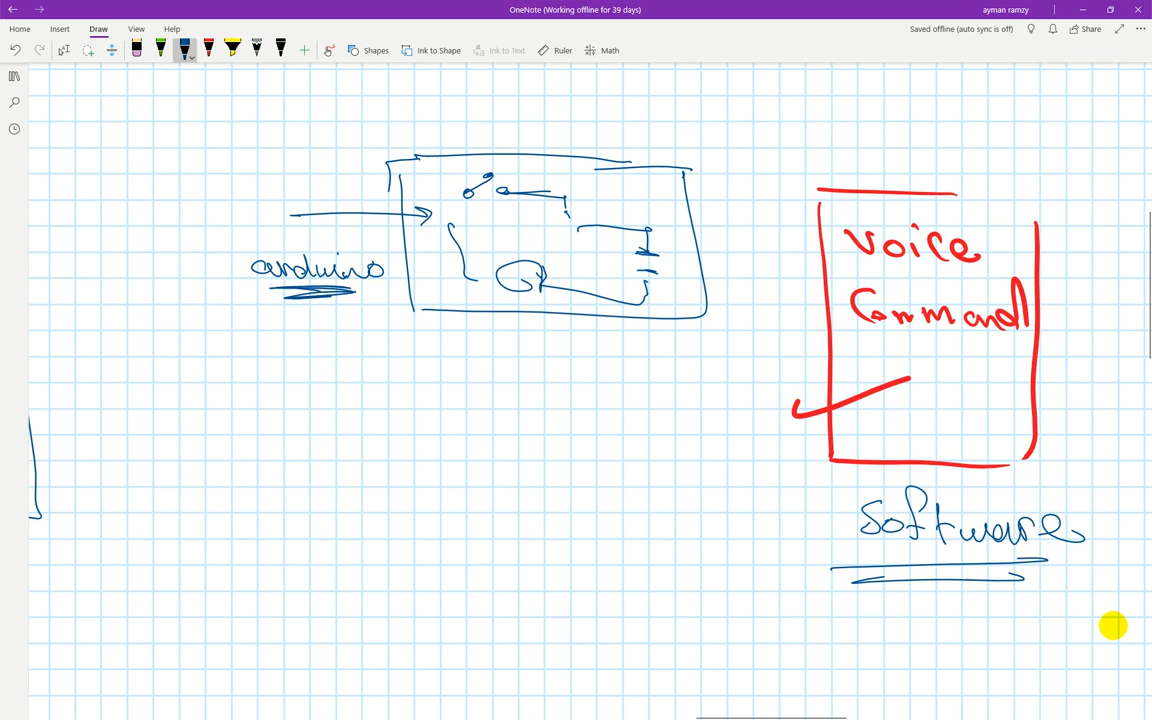 OneNote (Working offline for 39 days)
ayman ramzy
Home Insert Draw View Help
Saved offline (auto sync is off)
Share
Shapes
Ink to Shape
Ink to Text
Ruler
Math
arduino
Voice
Command
Software